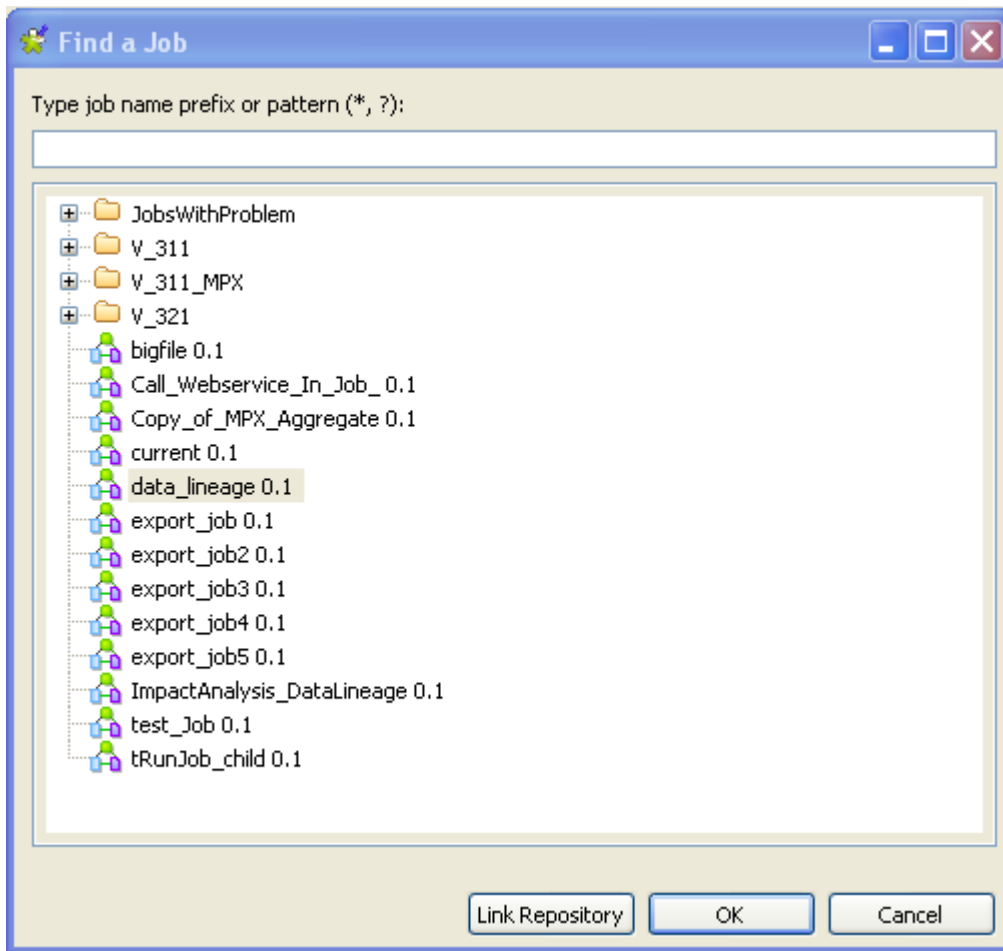 Find a Job
Type job name prefix or pattern (*, ?):
JobsWithProblem
V_311
V_311_MPX
V_321
bigfile 0.1
Call_Webservice_In_Job_ 0.1
Copy_of_MPX_Aggregate 0.1
current 0.1
data_lineage 0.1
export_job 0.1
export_job2 0.1
export_job3 0.1
export_job4 0.1
export_job5 0.1
ImpactAnalysis_DataLineage 0.1
test_Job 0.1
tRunJob_child 0.1
Link Repository OK Cancel